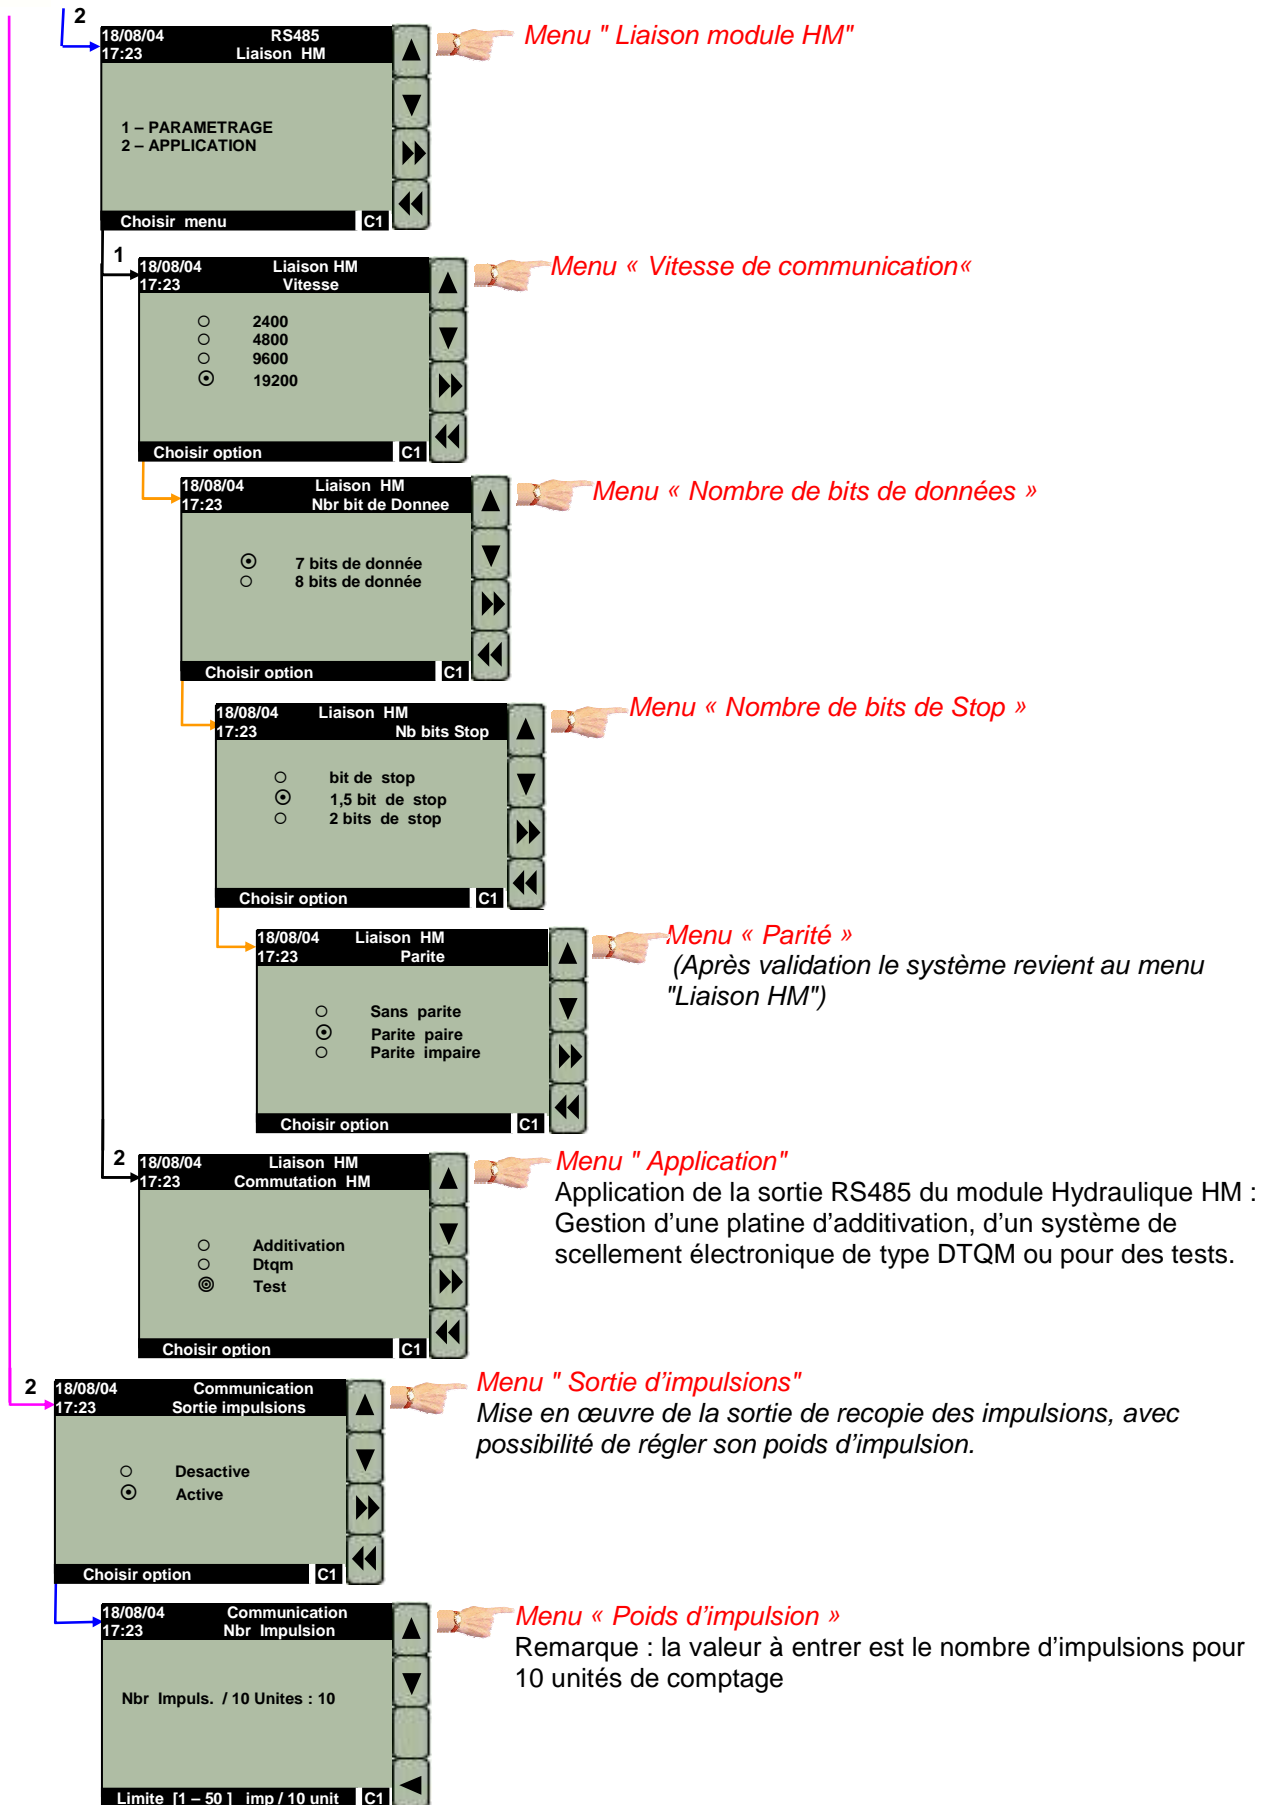 2
18/08/04 RS485
17:23 Liaison HM
1 – PARAMETRAGE
2 – APPLICATION
Choisir menu C1
Menu " Liaison module HM"
1
18/08/04 Liaison HM
17:23 Vitesse
2400
4800
9600
19200
Choisir option C1
Menu « Vitesse de communication«
18/08/04 Liaison HM
17:23 Nbr bit de Donnee
7 bits de donnée
8 bits de donnée
Choisir option C1
Menu « Nombre de bits de données »
18/08/04 Liaison HM
17:23 Nb bits Stop
bit de stop
1,5 bit de stop
2 bits de stop
Choisir option C1
Menu « Nombre de bits de Stop »
18/08/04 Liaison HM
17:23 Parite
Sans parite
Parite paire
Parite impaire
Choisir option C1
Menu « Parité »
(Après validation le système revient au menu
"Liaison HM")
2
18/08/04 Liaison HM
17:23 Commutation HM
Additivation
Dtqm
Test
Choisir option C1
Menu " Application"
Application de la sortie RS485 du module Hydraulique HM :
Gestion d’une platine d’additivation, d’un système de
scellement électronique de type DTQM ou pour des tests.
2
18/08/04 Communication
17:23 Sortie impulsions
Desactive
Active
Choisir option C1
Menu " Sortie d’impulsions"
Mise en œuvre de la sortie de recopie des impulsions, avec
possibilité de régler son poids d’impulsion.
18/08/04 Communication
17:23 Nbr Impulsion
Nbr Impuls. / 10 Unites : 10
Limite [1 – 50 ] imp / 10 unit C1
Menu « Poids d’impulsion »
Remarque : la valeur à entrer est le nombre d’impulsions pour
10 unités de comptage